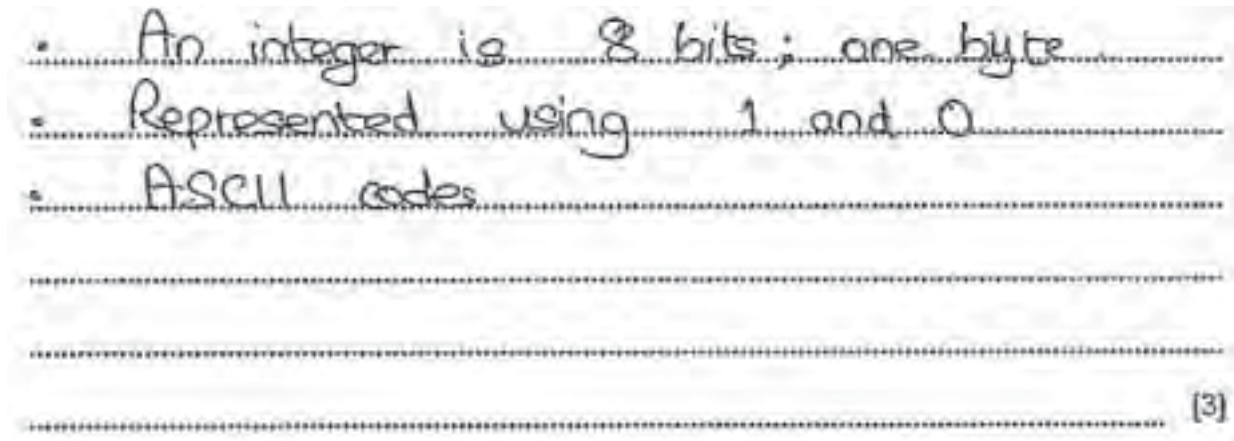 • An integer is 8 bits; one byte.
• Represented using 1 and 0
• ASCII codes
[3]